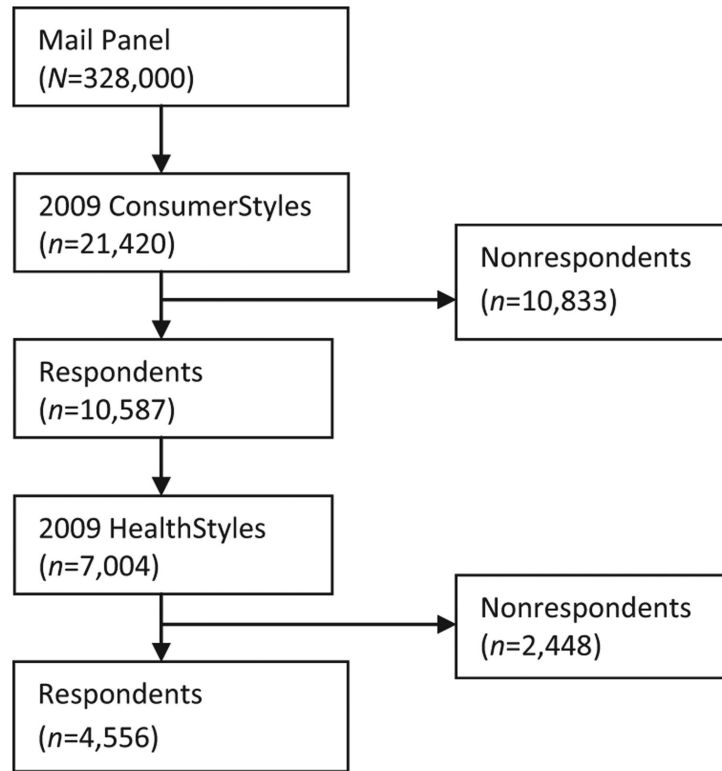 Mail Panel
(N=328,000)
2009 ConsumerStyles
(n=21,420)
Nonrespondents
(n=10,833)
Respondents
(n=10,587)
2009 HealthStyles
(n=7,004)
Nonrespondents
(n=2,448)
Respondents
(n=4,556)